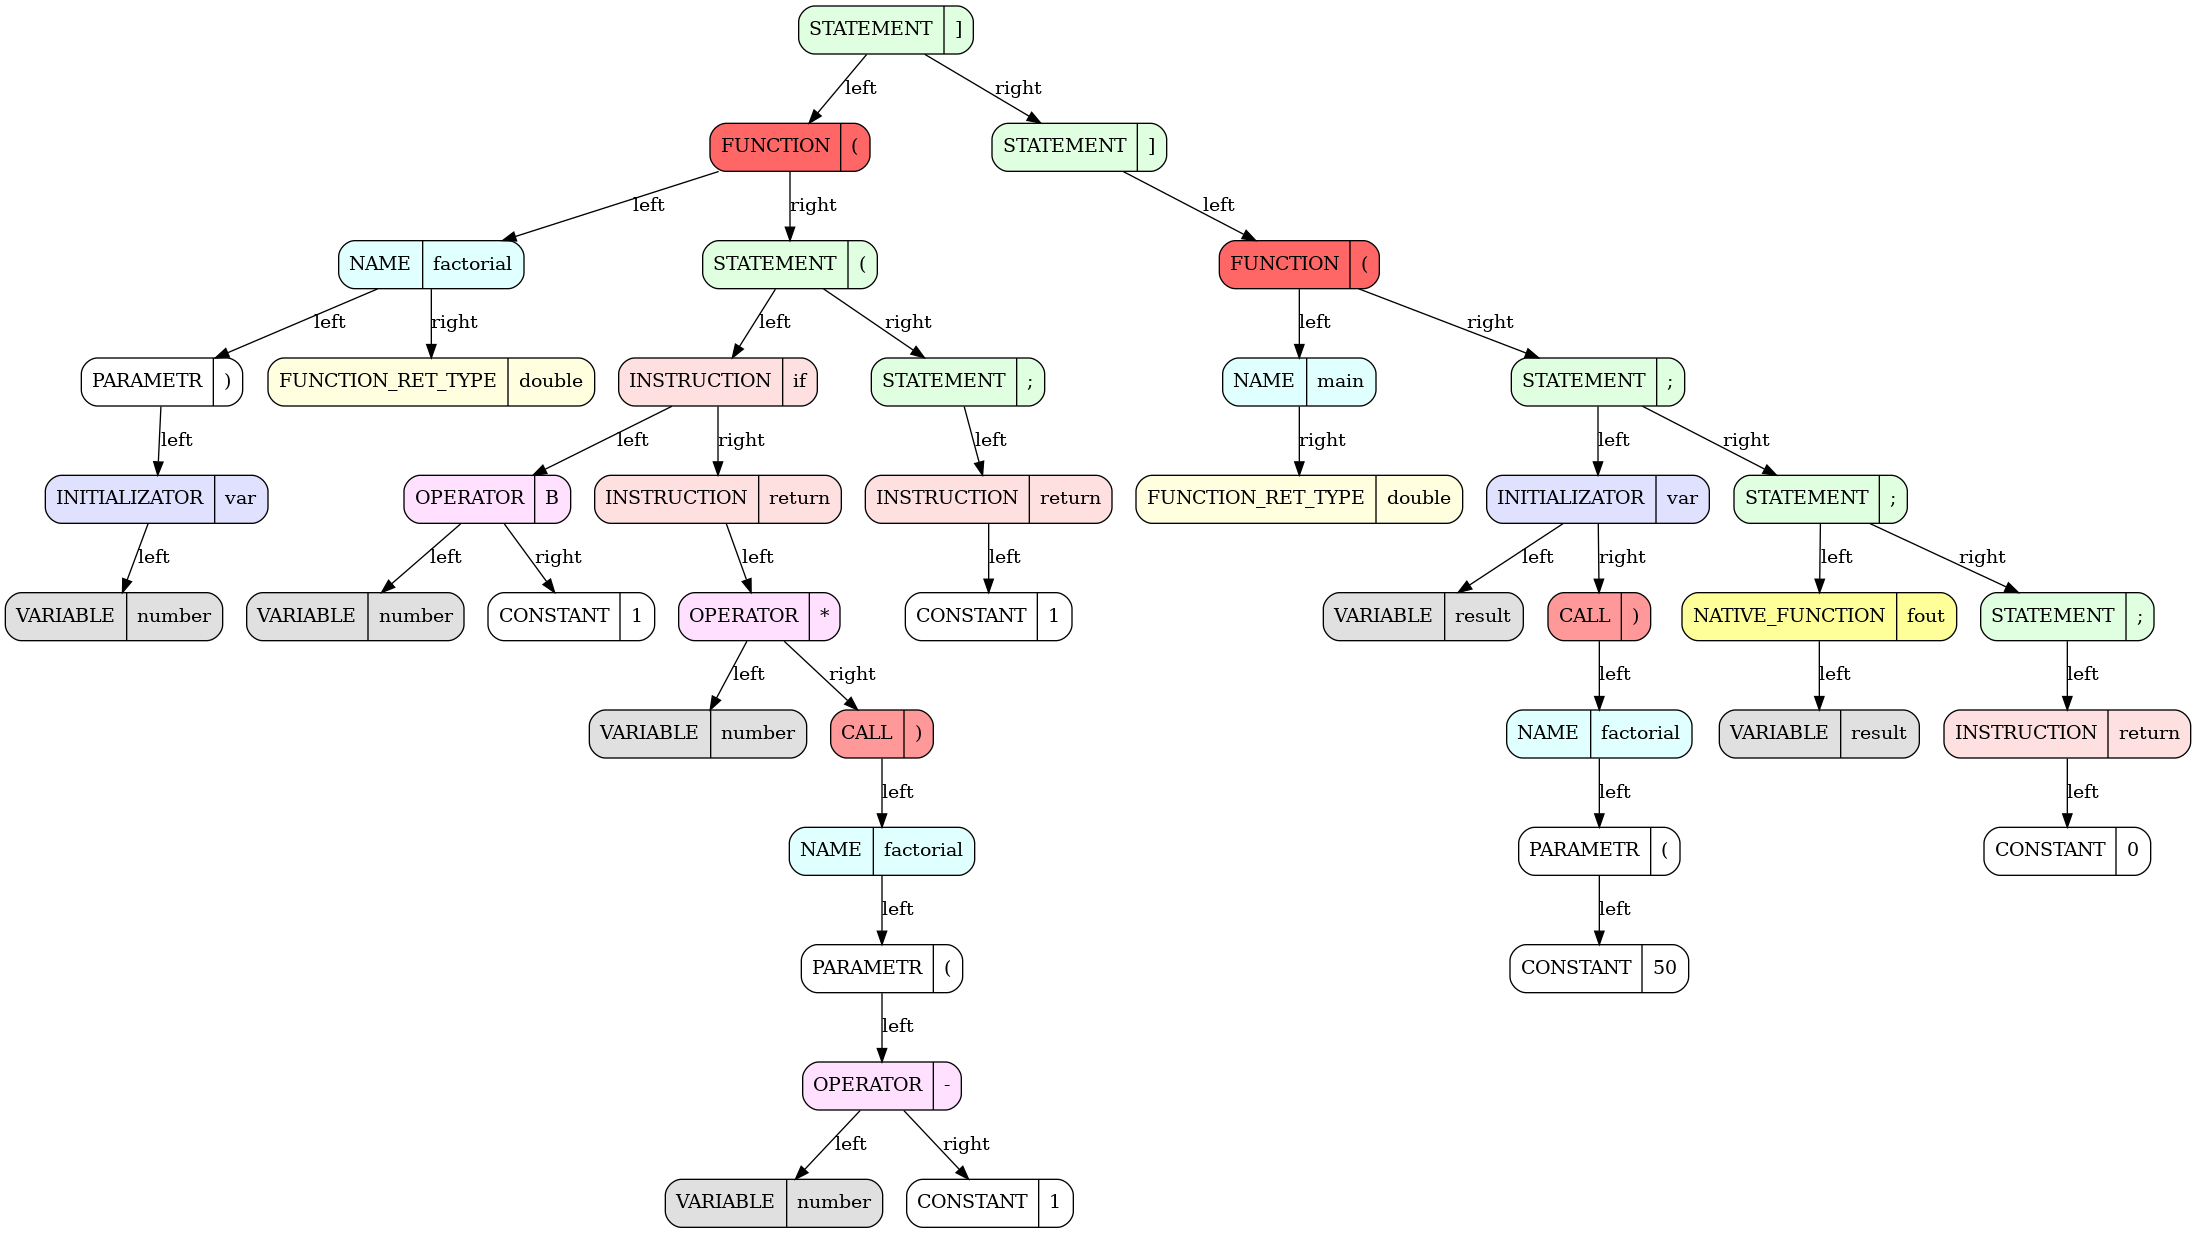 STATEMENT ]
left right
FUNCTION ( STATEMENT ]
left right left
NAME factorial STATEMENT ( FUNCTION (
left right left right left right
PARAMETR ) FUNCTION_RET_TYPE double INSTRUCTION if STATEMENT ; NAME main STATEMENT ;
left left right left right left right
INITIALIZATOR var OPERATOR B INSTRUCTION return INSTRUCTION return FUNCTION_RET_TYPE double INITIALIZATOR var STATEMENT ;
left left right left left left right left right
VARIABLE number VARIABLE number CONSTANT 1 OPERATOR * CONSTANT 1 VARIABLE result CALL ) NATIVE_FUNCTION fout STATEMENT ;
left right left left left
VARIABLE number CALL ) NAME factorial VARIABLE result INSTRUCTION return
left left left
NAME factorial PARAMETR ( CONSTANT 0
left left
PARAMETR ( CONSTANT 50
left
OPERATOR -
left right
VARIABLE number CONSTANT 1